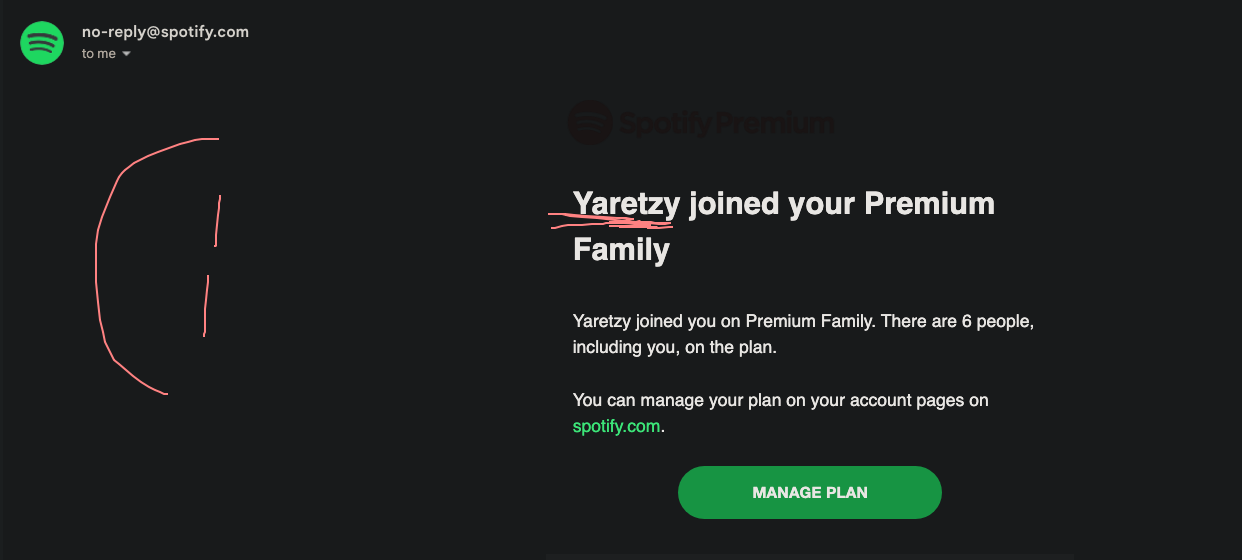 no-reply@spotify.com
to me
Spotify Premium
Yaretzy joined your Premium
Family
Yaretzy joined you on Premium Family. There are 6 people,
including you, on the plan.
You can manage your plan on your account pages on
spotify.com.
MANAGE PLAN